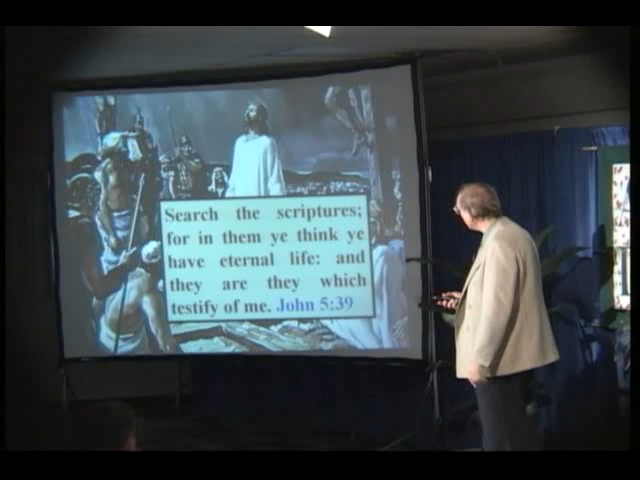 Search the scriptures;
for in them ye think ye
have eternal life: and
they are they which
testify of me. John 5:39